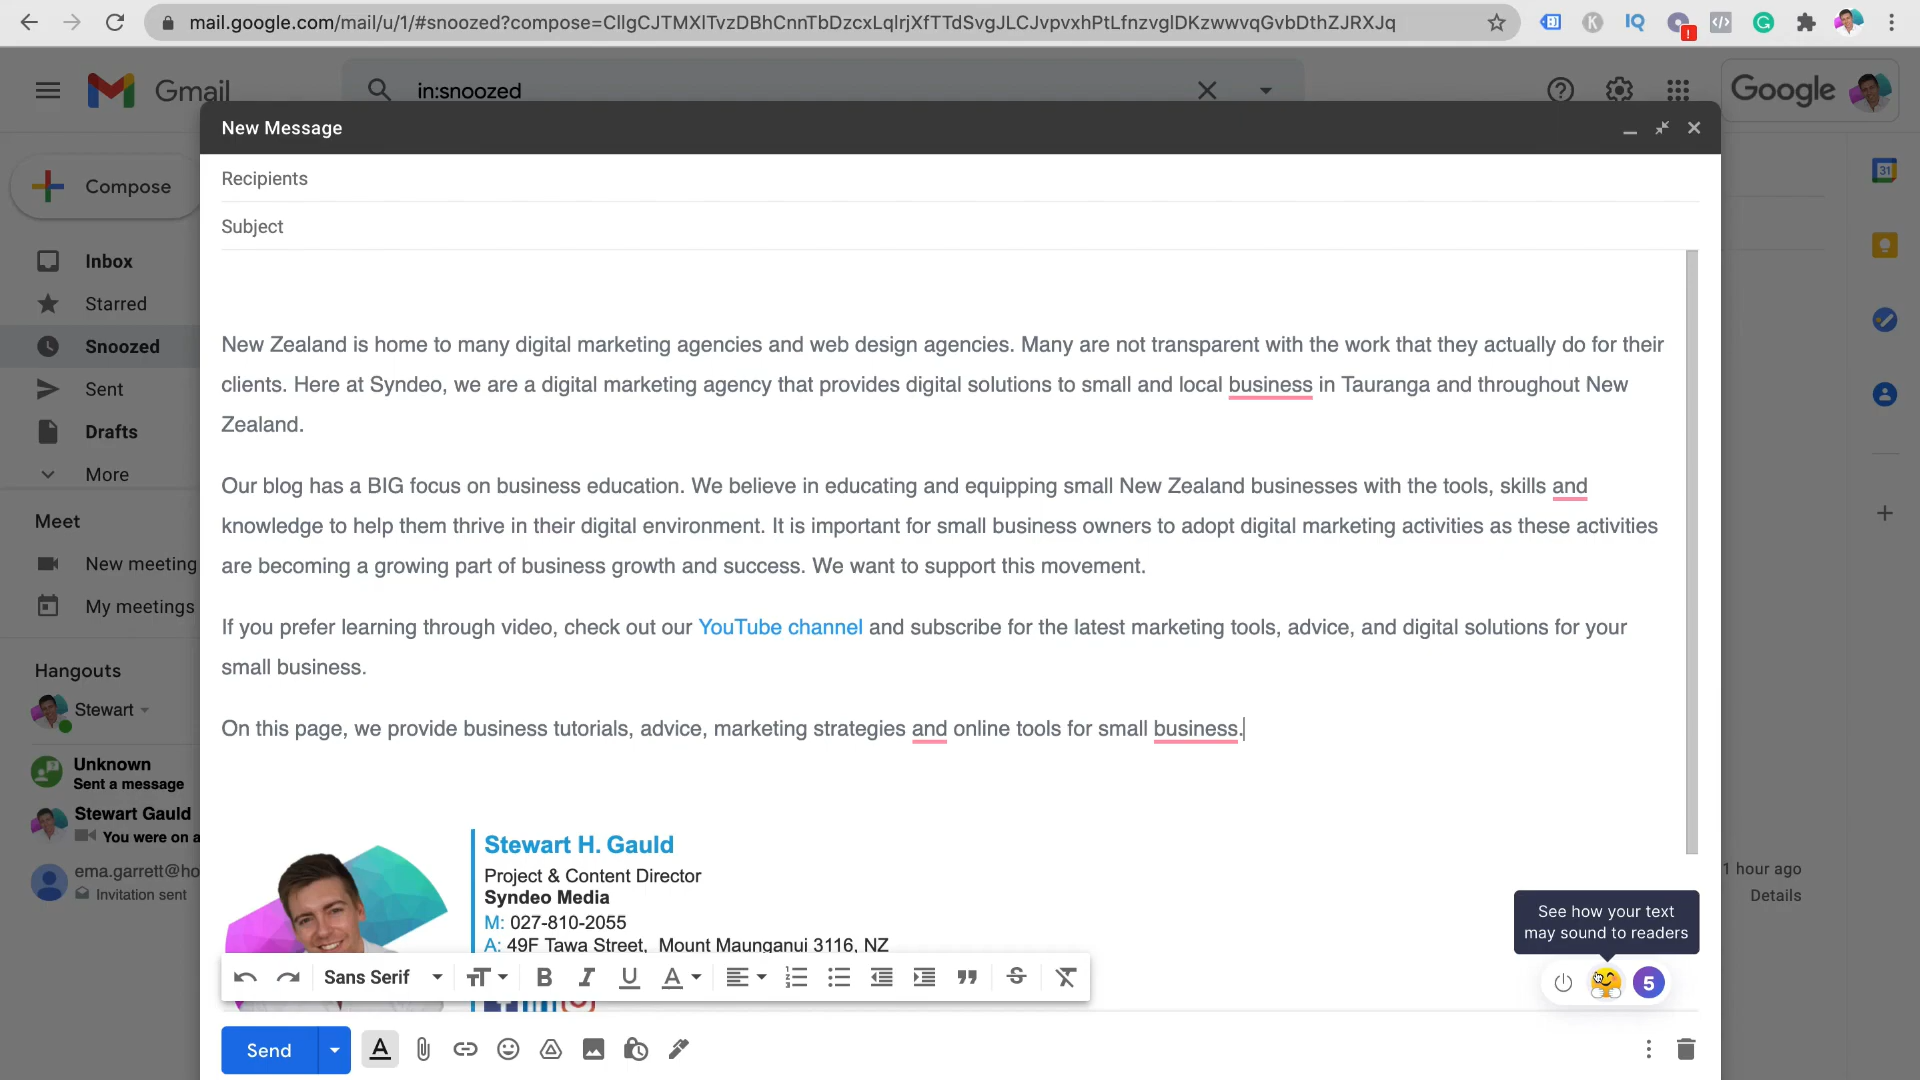 mail.google.com/mail/u/1/#snoozed?compose=CllgCJTMXlTvzDBhCnnTbDzcxLqlrjXfTTdSvgJLCJvpvxhPtLfnzvglDKzwwvqGvbDthZJRXJq
Gmail
in:snoozed
Google
New Message
Recipients
Subject
Compose
Inbox
Starred
Snoozed
Sent
Drafts
More
Meet
New meeting
My meetings
Hangouts
Stewart
Unknown
Sent a message
Stewart Gauld
You were on a
ema.garrett@ho
Invitation sent
New Zealand is home to many digital marketing agencies and web design agencies. Many are not transparent with the work that they actually do for their
clients. Here at Syndeo, we are a digital marketing agency that provides digital solutions to small and local business in Tauranga and throughout New
Zealand.
Our blog has a BIG focus on business education. We believe in educating and equipping small New Zealand businesses with the tools, skills and
knowledge to help them thrive in their digital environment. It is important for small business owners to adopt digital marketing activities as these activities
are becoming a growing part of business growth and success. We want to support this movement.
If you prefer learning through video, check out our YouTube channel and subscribe for the latest marketing tools, advice, and digital solutions for your
small business.
On this page, we provide business tutorials, advice, marketing strategies and online tools for small business.
Stewart H. Gauld
Project & Content Director
Syndeo Media
M: 027-810-2055
A: 49F Tawa Street, Mount Maunganui 3116, NZ
1 hour ago
Details
See how your text
may sound to readers
5
Sans Serif
Send
31